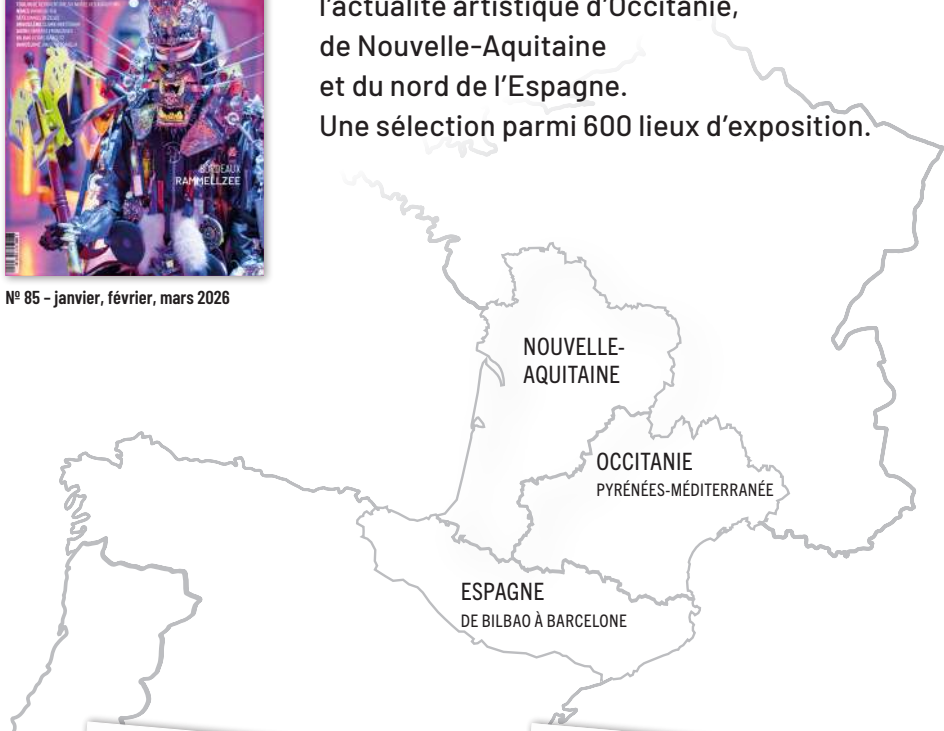 l'actualité artistique d'Occitanie,
de Nouvelle-Aquitaine
et du nord de l'Espagne.
Une sélection parmi 600 lieux d'exposition.
BORDEAUX
RAMMELLZEE
Nº 85 – janvier, février, mars 2026
NOUVELLE-
AQUITAINE
OCCITANIE
PYRÉNÉES-MÉDITERRANÉE
ESPAGNE
DE BILBAO À BARCELONE